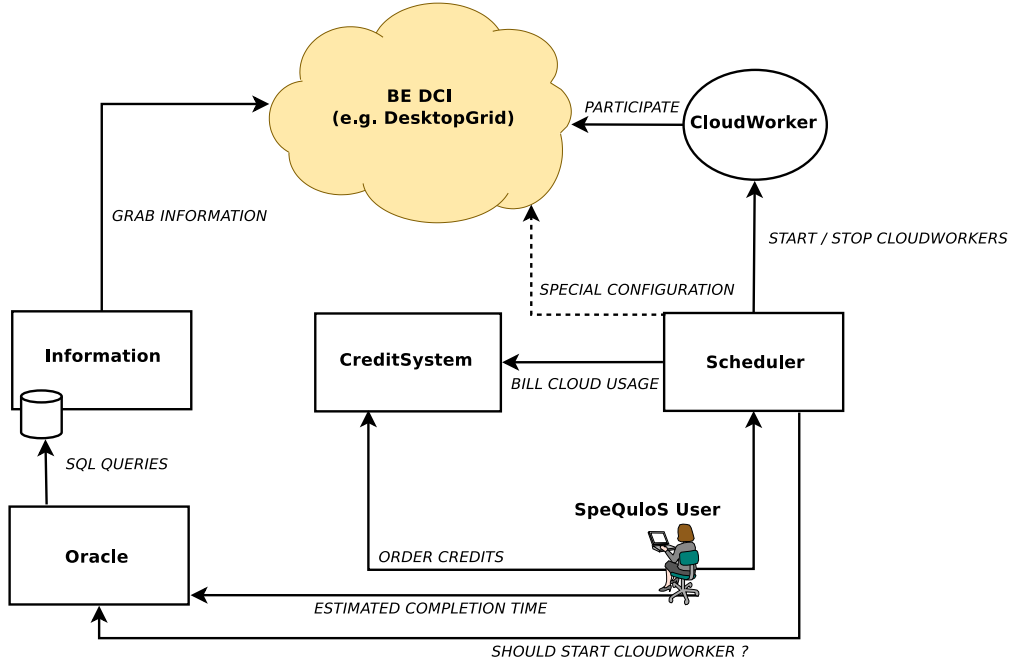 BE DCI
(e.g. DesktopGrid)
PARTICIPATE
CloudWorker
GRAB INFORMATION
START / STOP CLOUDWORKERS
SPECIAL CONFIGURATION
Information
CreditSystem
Scheduler
BILL CLOUD USAGE
SQL QUERIES
SpeQuloS User
Oracle
ORDER CREDITS
ESTIMATED COMPLETION TIME
SHOULD START CLOUDWORKER ?